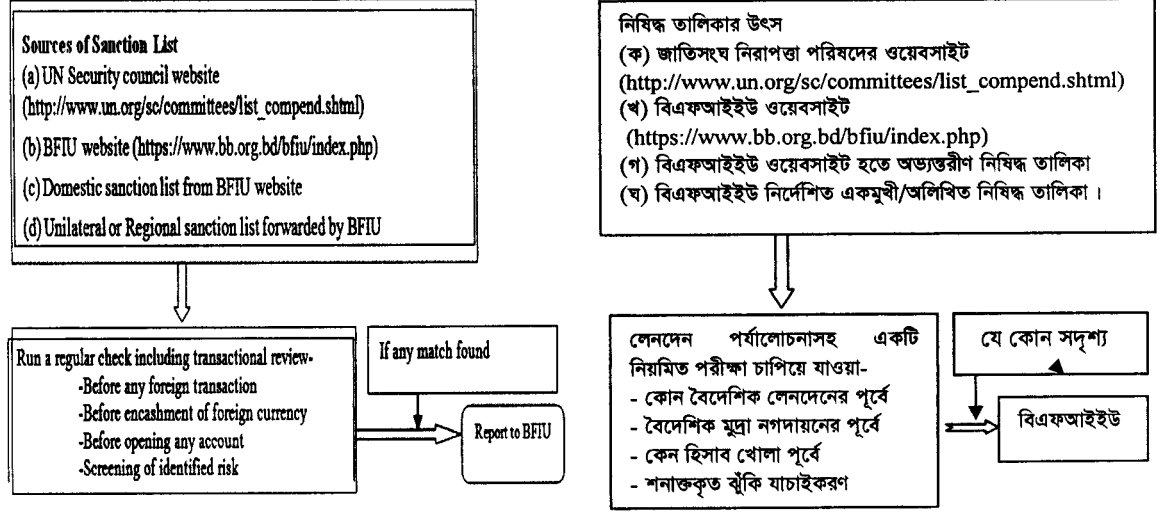 Sources of Sanction List
(a) UN Security council website
(http://www.un.org/sc/committees/list_compend.shtml)
(b) BFIU website (https://www.bb.org.bd/bfiu/index.php)
(c) Domestic sanction list from BFIU website
(d) Unilateral or Regional sanction list forwarded by BFIU
Run a regular check including transactional review-
-Before any foreign transaction
-Before encashment of foreign currency
-Before opening any account
-Screening of identified risk
If any match found
Report to BFIU
নিষিদ্ধ তালিকার উৎস
(ক) জাতিসংঘ নিরাপত্তা পরিষদের ওয়েবসাইট
(http://www.un.org/sc/committees/list_compend.shtml)
(খ) বিএফআইইউ ওয়েবসাইট
(https://www.bb.org.bd/bfiu/index.php)
(গ) বিএফআইইউ ওয়েবসাইট হতে অভ্যন্তরীণ নিষিদ্ধ তালিকা
(ঘ) বিএফআইইউ নির্দেশিত একমুখী/অলিখিত নিষিদ্ধ তালিকা ।
লেনদেন পর্যালোচনাসহ একটি
নিয়মিত পরীক্ষা চাপিয়ে যাওয়া-
- কোন বৈদেশিক লেনদেনের পূর্বে
- বৈদেশিক মুদ্রা নগদায়নের পূর্বে
- কেন হিসাব খোলা পূর্বে
- শনাক্তকৃত ঝুঁকি যাচাইকরণ
যে কোন সদৃশ্য
বিএফআইইউ